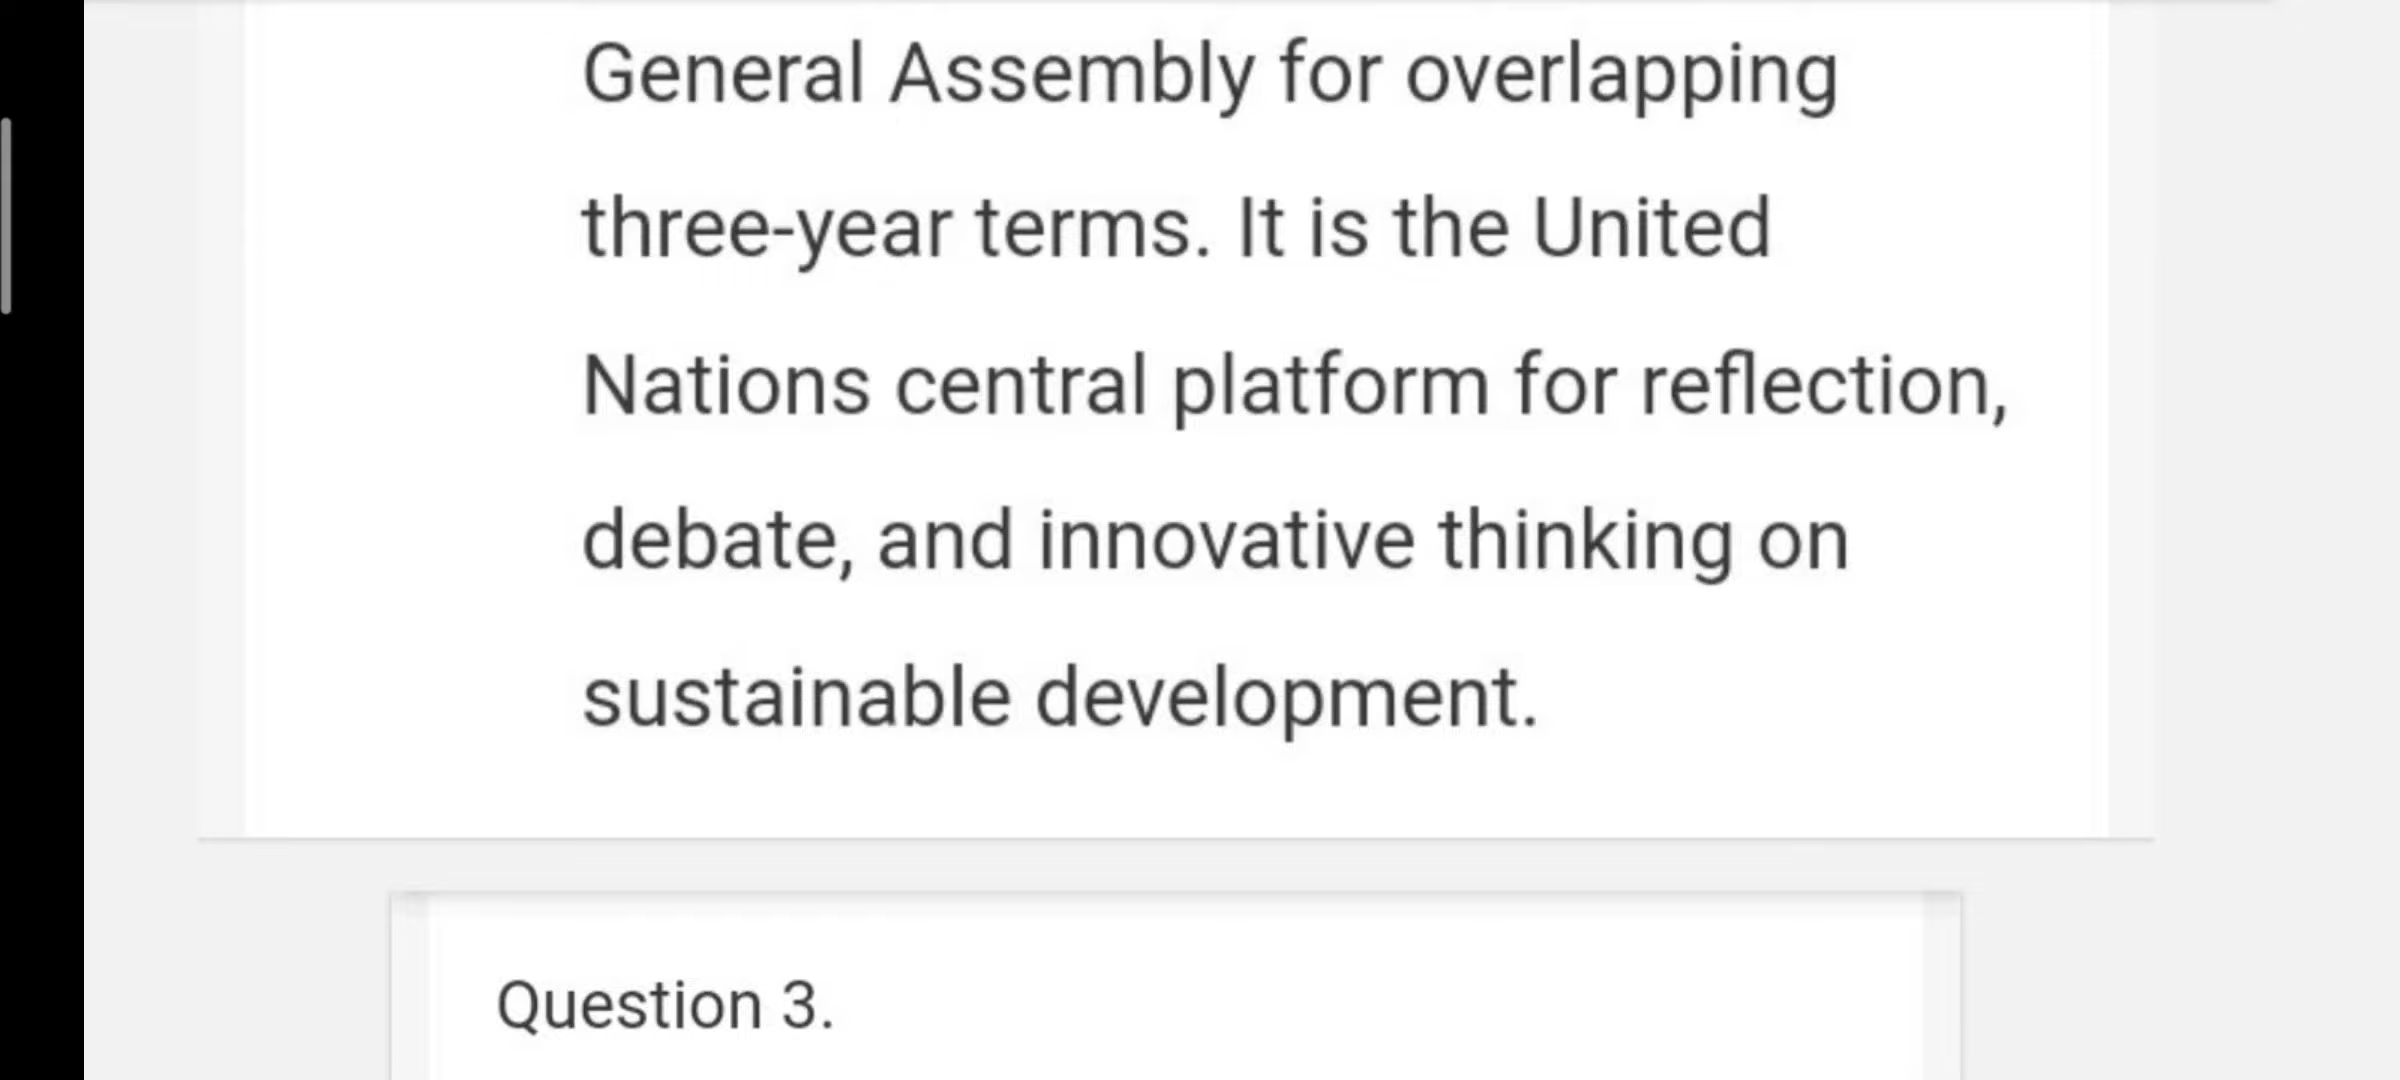 General Assembly for overlapping
three-year terms. It is the United
Nations central platform for reflection,
debate, and innovative thinking on
sustainable development.
Question 3.